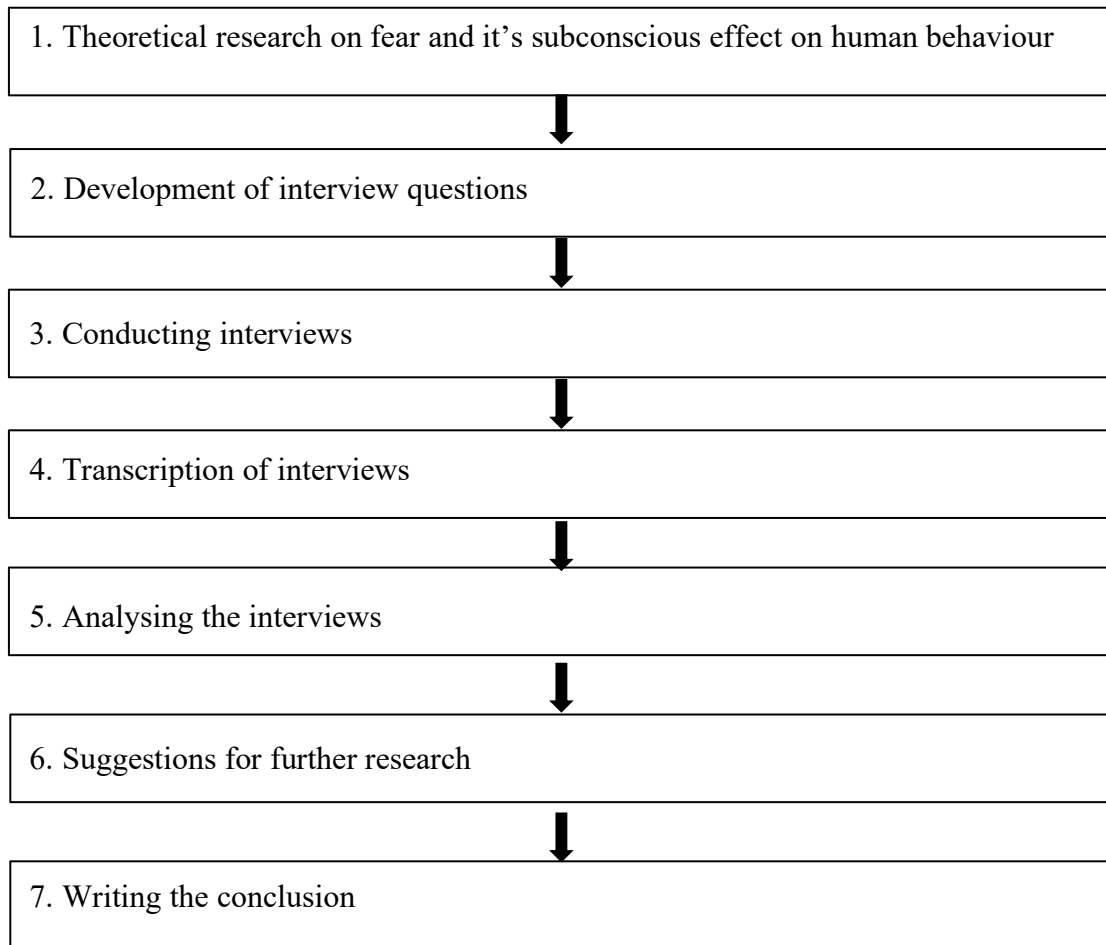 1. Theoretical research on fear and it’s subconscious effect on human behaviour
2. Development of interview questions
3. Conducting interviews
4. Transcription of interviews
5. Analysing the interviews
6. Suggestions for further research
7. Writing the conclusion